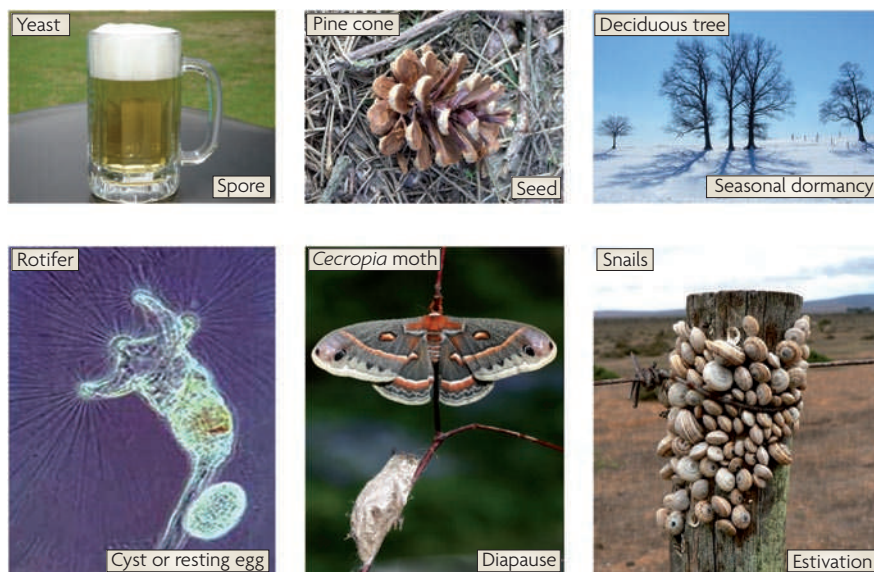 Yeast
Spore
Pine cone
Seed
Deciduous tree
Seasonal dormancy
Rotifer
Cyst or resting egg
Cecropia moth
Diapause
Snails
Estivation